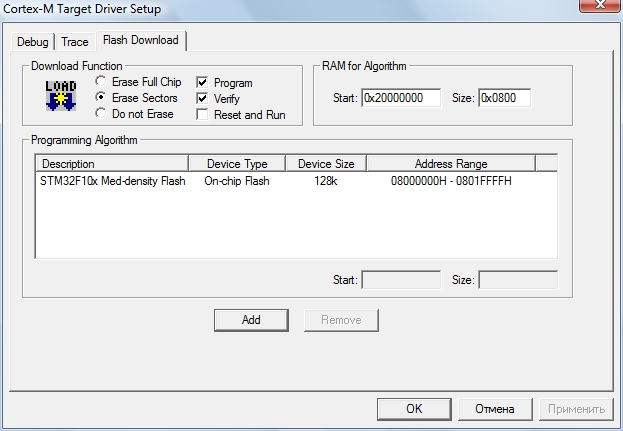 Cortex-M Target Driver Setup
Debug Trace Flash Download
Download Function
LOAD
Erase Full Chip
Erase Sectors
Do not Erase
Program
Verify
Reset and Run
RAM for Algorithm
Start: 0x20000000 Size: 0x0800
Programming Algorithm
Description Device Type Device Size Address Range
STM32F10x Med-density Flash On-chip Flash 128k 08000000H - 0801FFFFH
Start: Size:
Add Remove
OK Отмена Применить